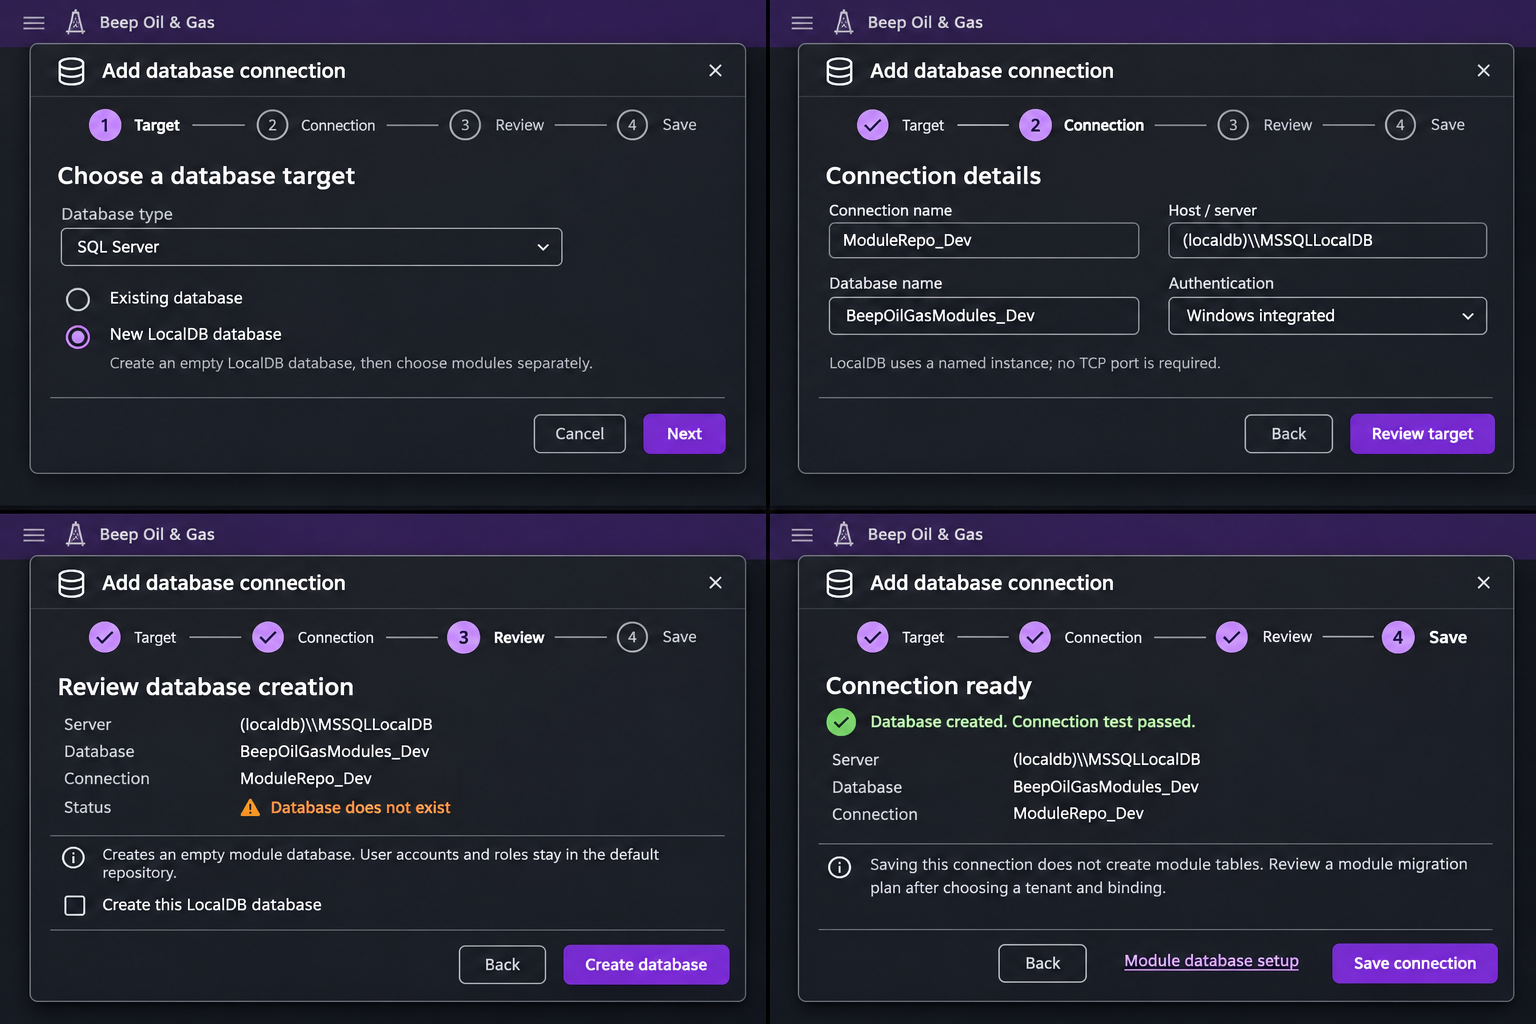 Beep Oil & Gas
Add database connection
1 Target 2 Connection 3 Review 4 Save
Choose a database target
Database type
SQL Server
Existing database
New LocalDB database
Create an empty LocalDB database, then choose modules separately.
Cancel Next
Beep Oil & Gas
Add database connection
Target 2 Connection 3 Review 4 Save
Connection details
Connection name Host / server
ModuleRepo_Dev (localdb)\\MSSQLLocalDB
Database name Authentication
BeepOilGasModules_Dev Windows integrated
LocalDB uses a named instance; no TCP port is required.
Back Review target
Beep Oil & Gas
Add database connection
Target Connection 3 Review 4 Save
Review database creation
Server (localdb)\\MSSQLLocalDB
Database BeepOilGasModules_Dev
Connection ModuleRepo_Dev
Status Database does not exist
Creates an empty module database. User accounts and roles stay in the default
repository.
Create this LocalDB database
Back Create database
Beep Oil & Gas
Add database connection
Target Connection Review 4 Save
Connection ready
Database created. Connection test passed.
Server (localdb)\\MSSQLLocalDB
Database BeepOilGasModules_Dev
Connection ModuleRepo_Dev
Saving this connection does not create module tables. Review a module migration
plan after choosing a tenant and binding.
Back Module database setup Save connection